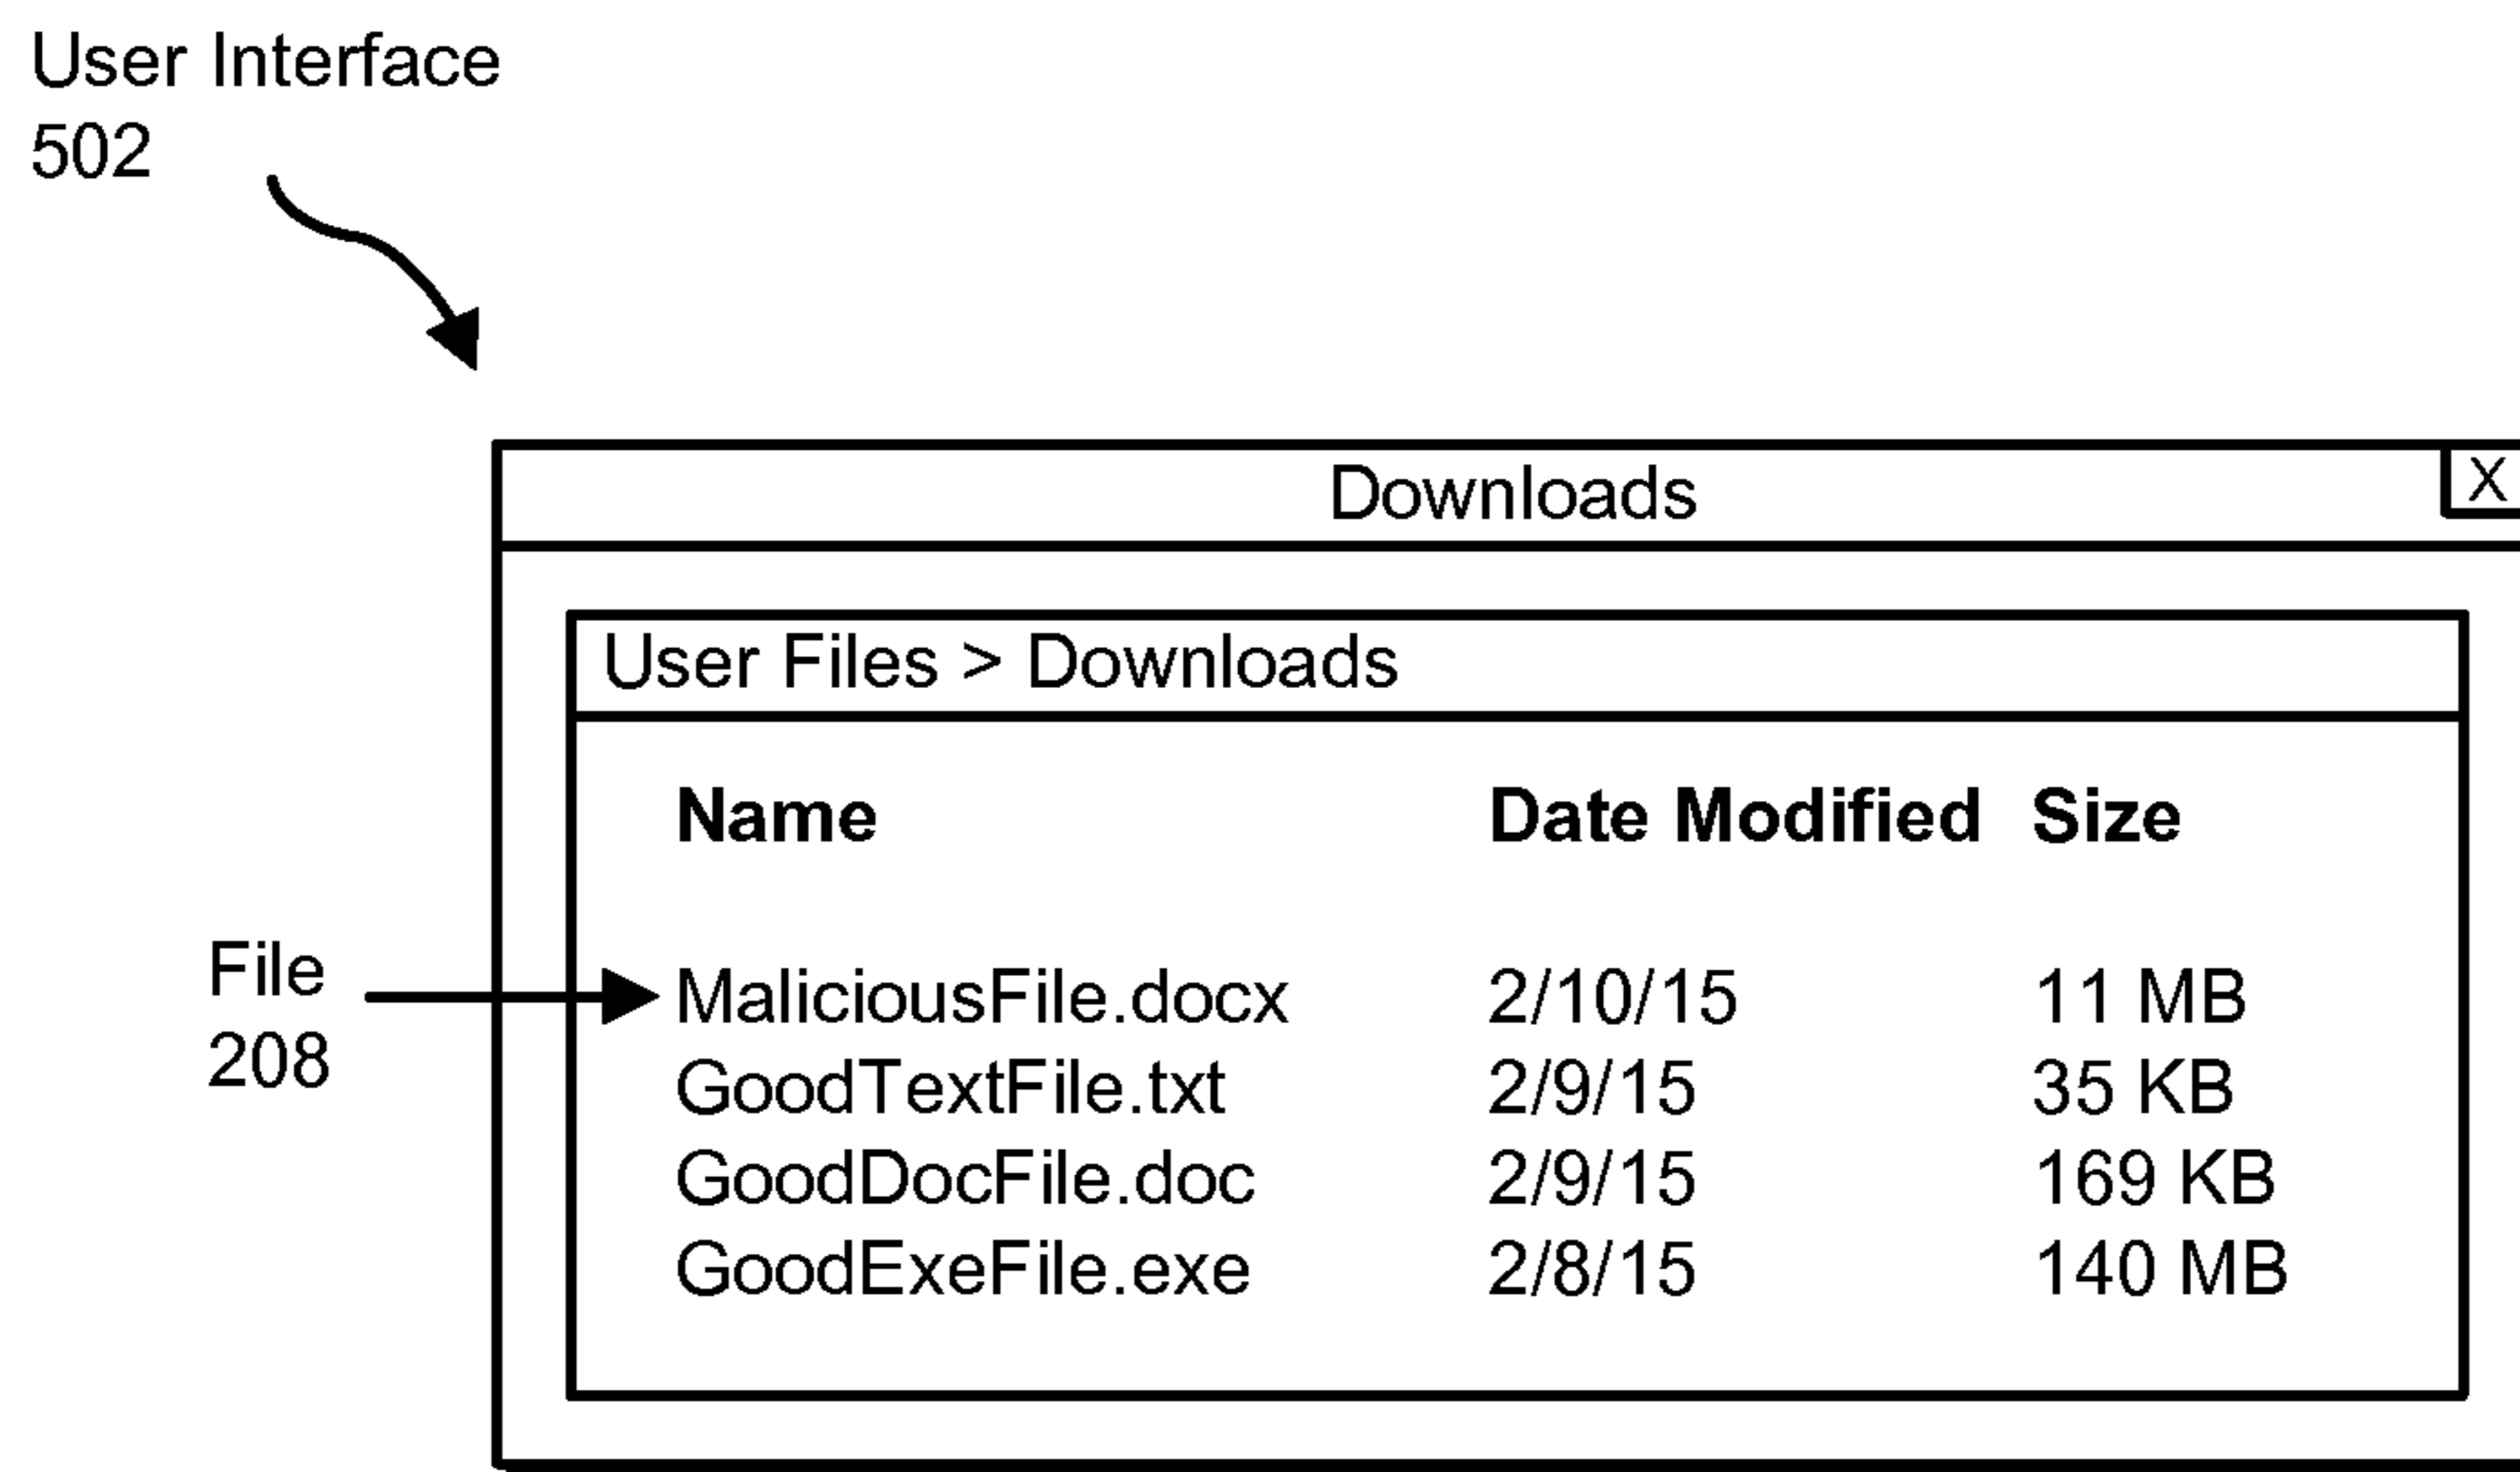 User Interface
502
Downloads X
User Files > Downloads
Name Date Modified Size
File
208
MaliciousFile.docx 2/10/15 11 MB
GoodTextFile.txt 2/9/15 35 KB
GoodDocFile.doc 2/9/15 169 KB
GoodExeFile.exe 2/8/15 140 MB